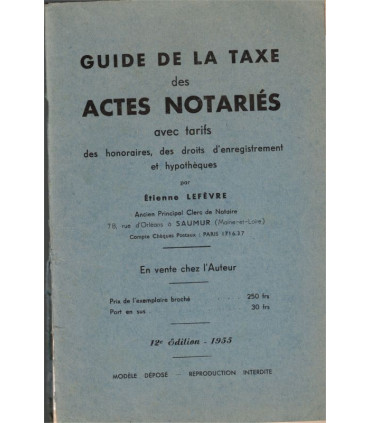 GUIDE DE LA TAXE
des
ACTES NOTARIÉS
avec tarifs
des honoraires, des droits d'enregistrement
et hypothèques
par
Étienne LEFÈVRE
Ancien Principal Clerc de Notaire
78, rue d'Orléans à SAUMUR (Maine-et-Loire)
Compte Chèques Postaux : PARIS 171637
En vente chez l'Auteur
Prix de l'exemplaire broché . . . 250 frs
Port en sus . . . 30 frs
12e édition - 1955
MODÈLE DÉPOSÉ - REPRODUCTION INTERDITE